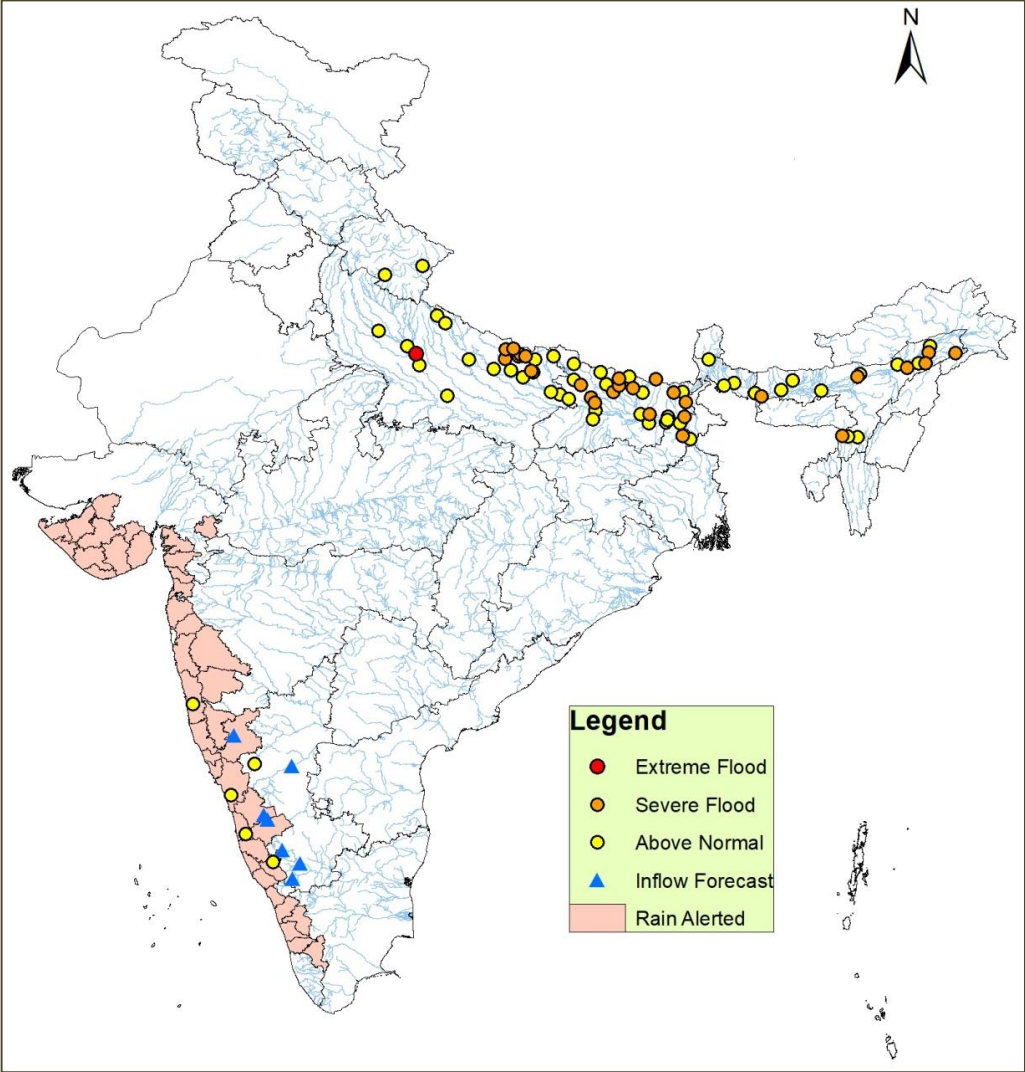 N
Legend
Extreme Flood
Severe Flood
Above Normal
Inflow Forecast
Rain Alerted